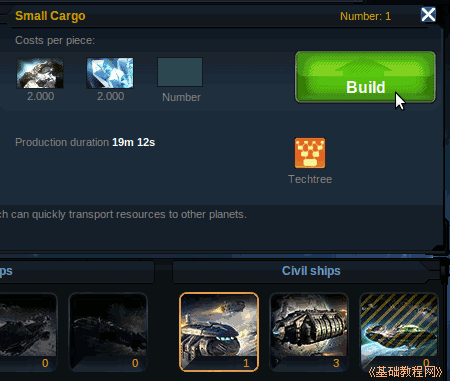 Small Cargo
Number: 1
Costs per piece:
2.000
2.000
Number
Build
Production duration 19m 12s
Techtree
ch can quickly transport resources to other planets.
ps
Civil ships
0
0
1
3
0
《基础教程网》